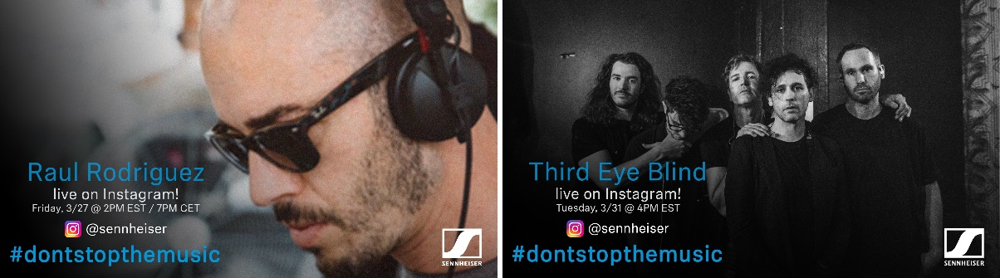 Raul Rodriguez
live on Instagram!
Friday, 3/27 @ 2PM EST / 7PM CET
@sennheiser
#dontstopthemusic
SENNHEISER
Third Eye Blind
live on Instagram!
Tuesday, 3/31 @ 4PM EST
@sennheiser
#dontstopthemusic
SENNHEISER